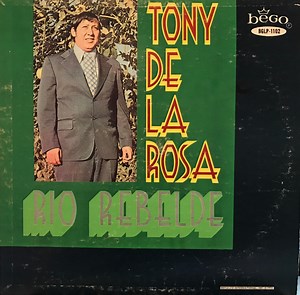 bego
BGLP-1102
TONY
DE
LA
ROSA
RIO REBELDE